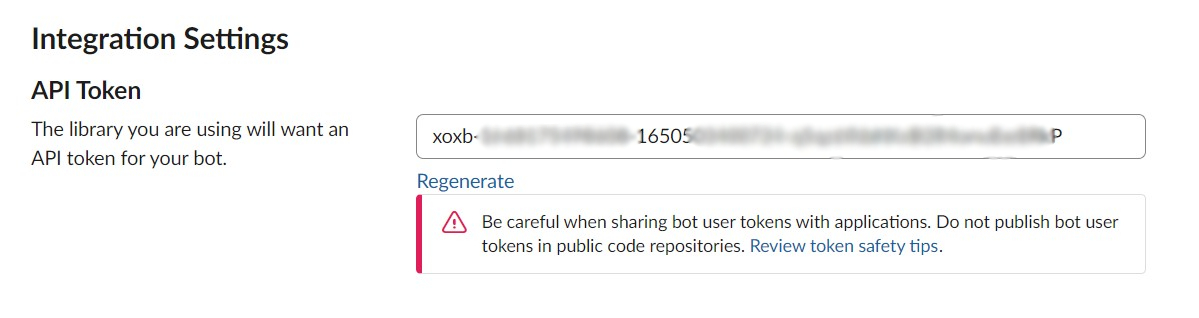 Integration Settings
API Token
The library you are using will want an
API token for your bot.
xoxb- -16505 P
Regenerate
Be careful when sharing bot user tokens with applications. Do not publish bot user
tokens in public code repositories. Review token safety tips.